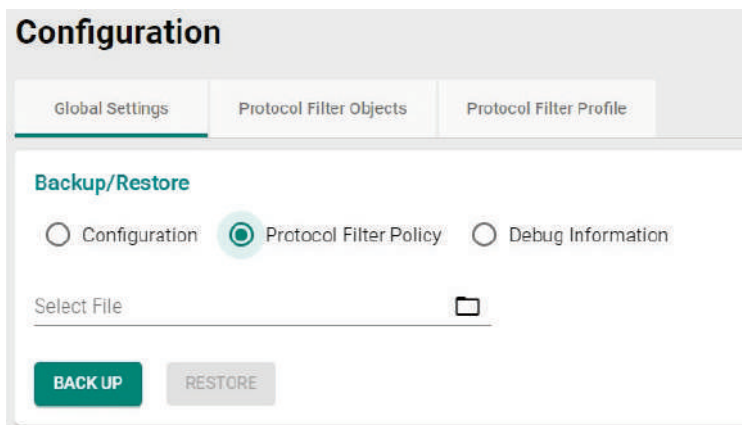 Configuration
Global Settings Protocol Filter Objects Protocol Filter Profile
Backup/Restore
Configuration Protocol Filter Policy Debug Information
Select File
BACK UP RESTORE